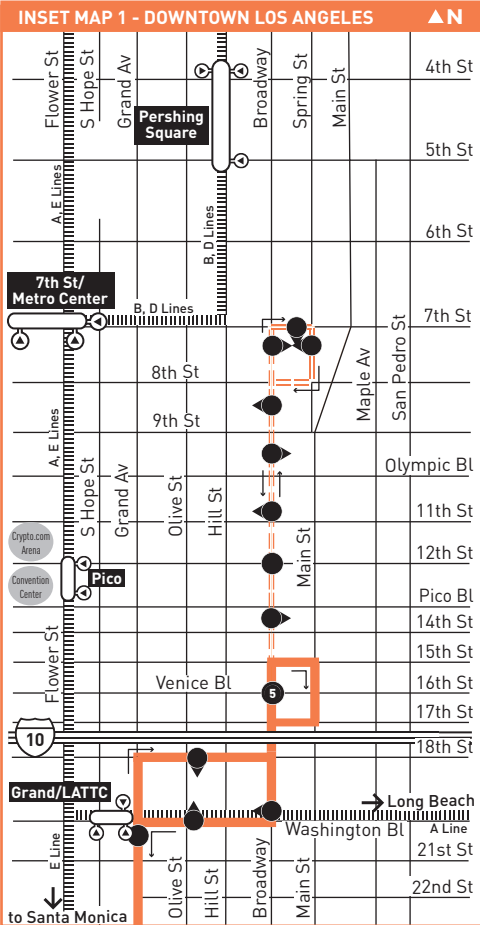 INSET MAP 1 - DOWNTOWN LOS ANGELES
N
Flower St
S Hope St
Grand Av
Broadway
Spring St
Main St
4th St
Pershing
Square
5th St
A, E Lines
B, D Lines
6th St
7th St/
Metro Center
B, D Lines
7th St
8th St
Maple Av
San Pedro St
9th St
A, E Lines
Olympic Bl
S Hope St
Grand Av
Olive St
Hill St
Main St
11th St
Crypto.com
Arena
12th St
Convention
Center
Pico
Pico Bl
14th St
15th St
Flower St
Venice Bl
5
16th St
17th St
10
18th St
Grand/LATTC
Long Beach
Washington Bl
A Line
E Line
Olive St
Hill St
Broadway
Main St
21st St
22nd St
to Santa Monica